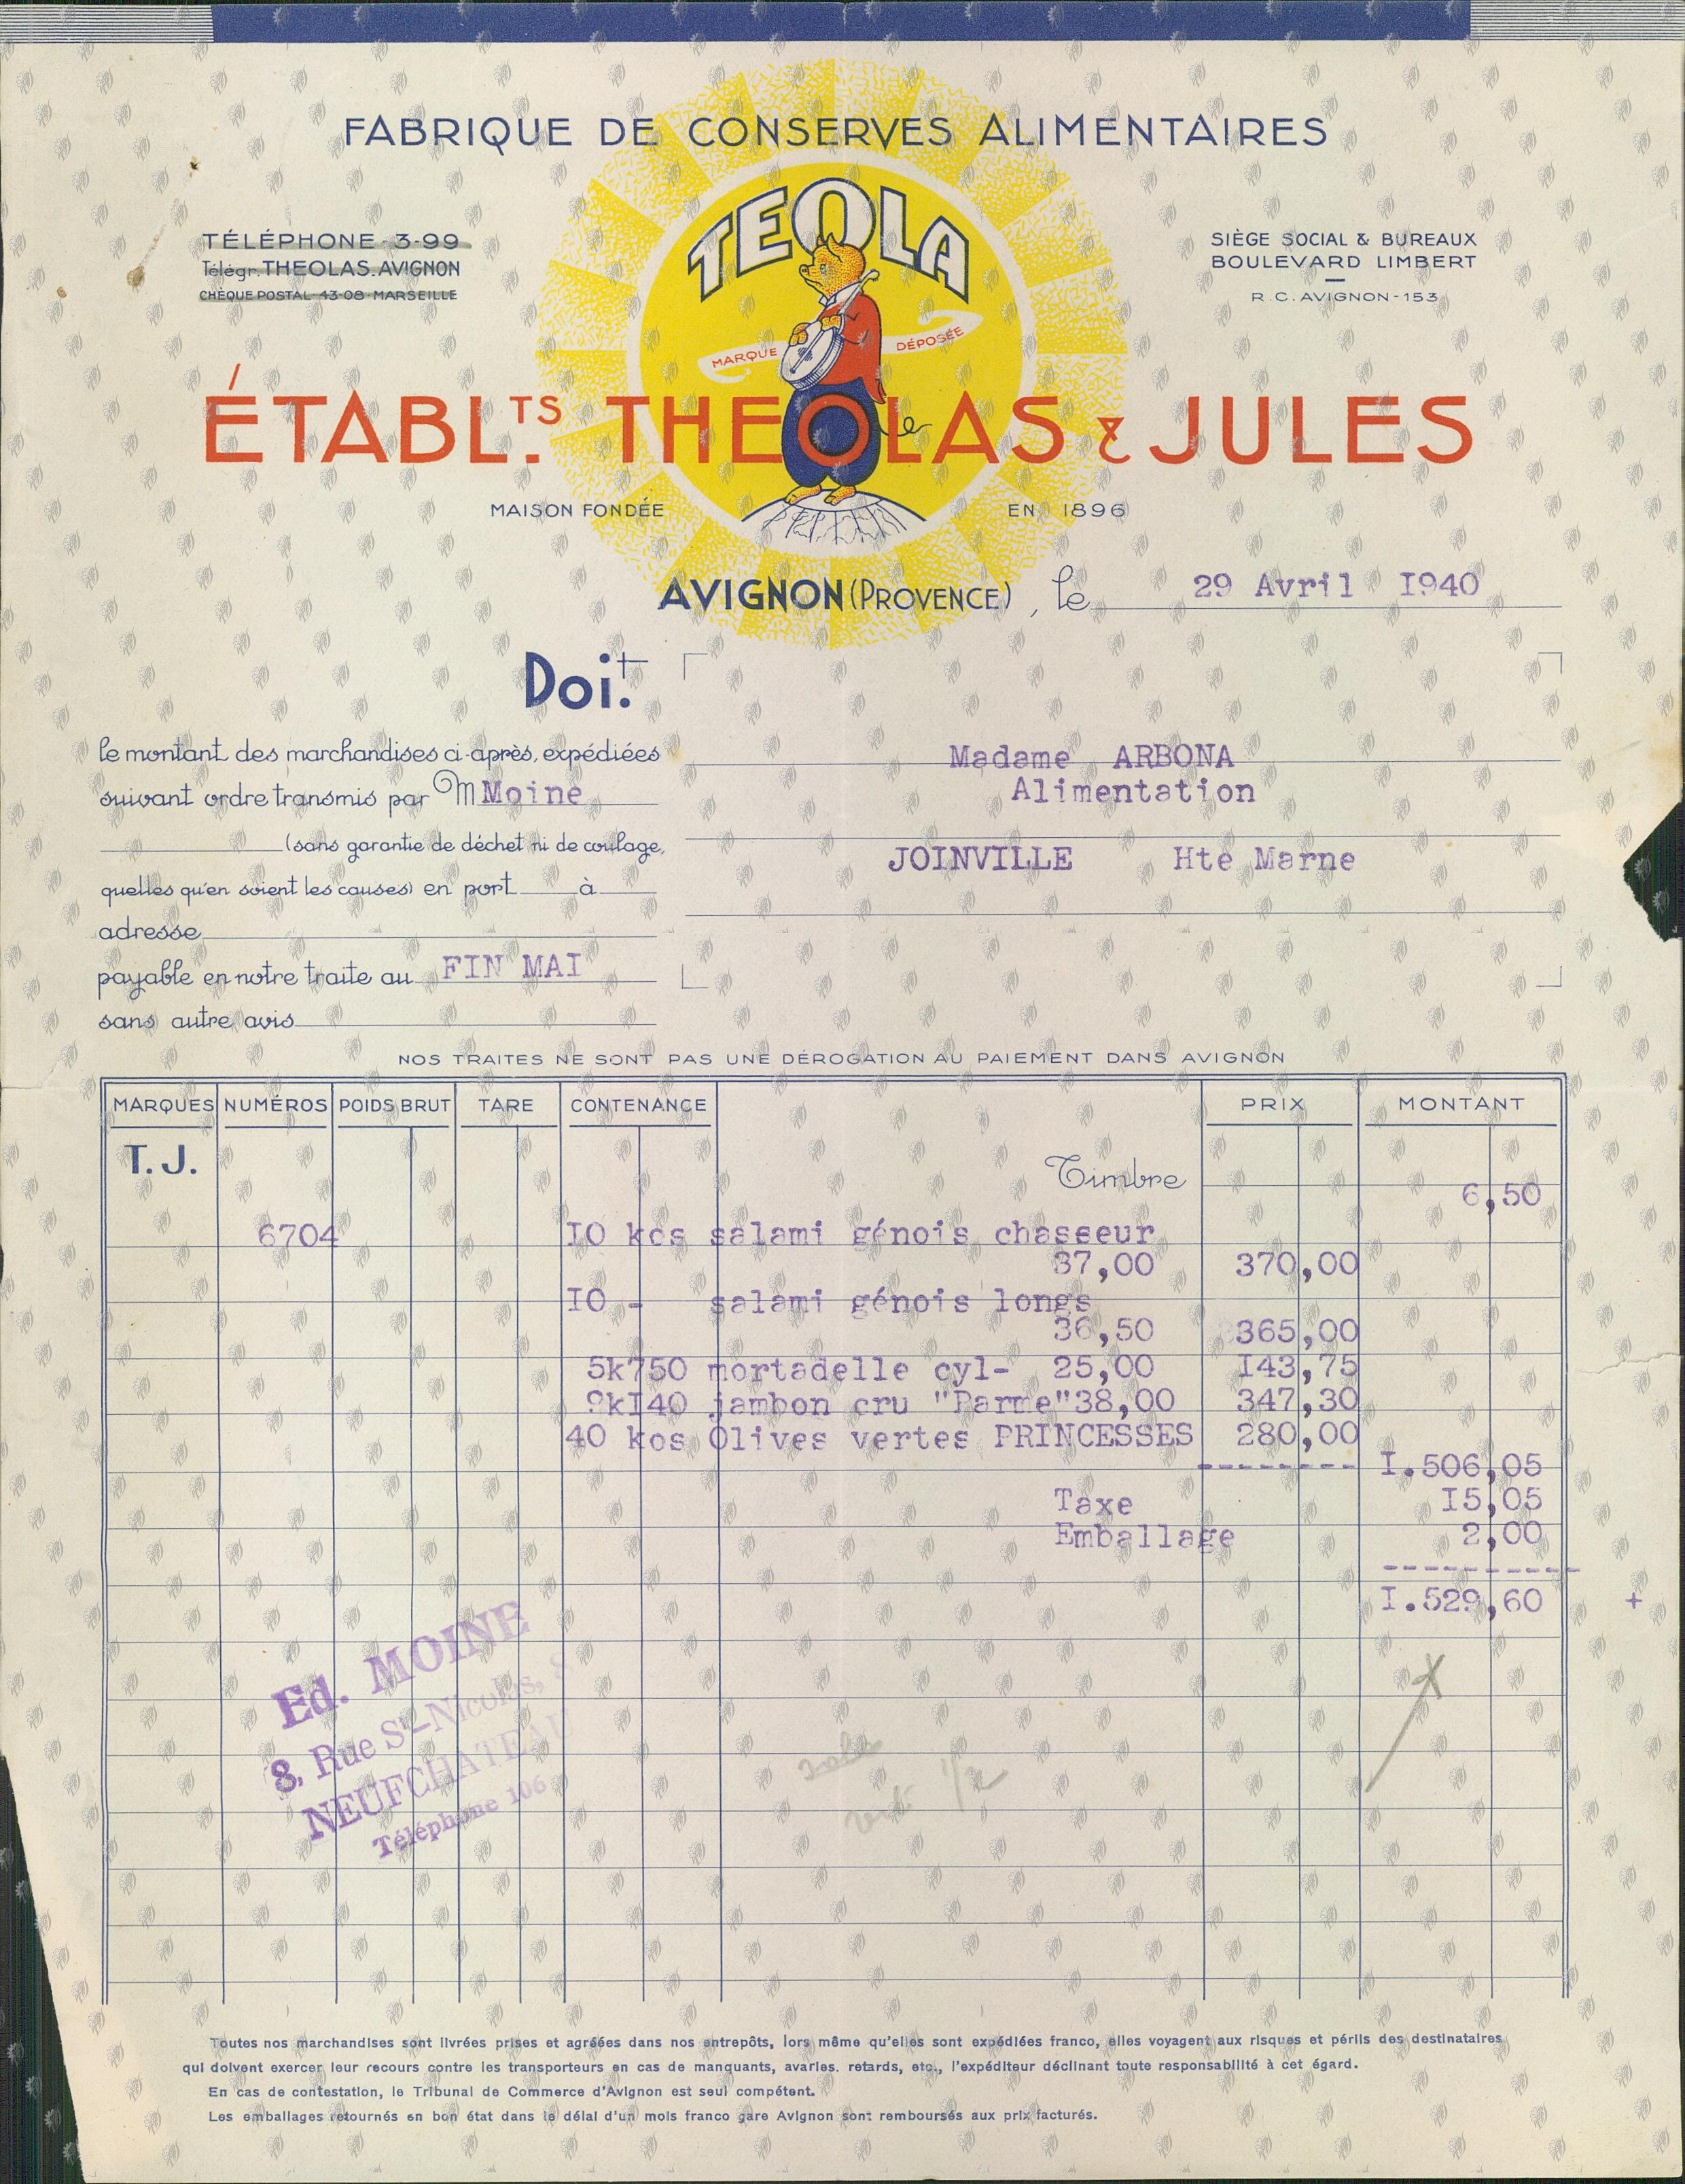 FABRIQUE DE CONSERVES ALIMENTAIRES
TEOLA
MARQUE DÉPOSÉE
TÉLÉPHONE-3-99
Télégr. THEOLAS.AVIGNON
CHÈQUE POSTAL 43-08-MARSEILLE
SIÈGE SOCIAL & BUREAUX
BOULEVARD LIMBERT
R.C. AVIGNON-153
ÉTABL.TS THEOLAS & JULES
MAISON FONDÉE EN 1896
AVIGNON (PROVENCE), le 29 Avril I940
Doit
le montant des marchandises ci-après, expédiées
suivant ordre transmis par M Moine
(sans garantie de déchet ni de coulage,
quelles qu'en soient les causes) en port à
adresse
payable en notre traite au FIN MAI
sans autre avis
Madame ARBONA
Alimentation
JOINVILLE Hte Marne
NOS TRAITES NE SONT PAS UNE DÉROGATION AU PAIEMENT DANS AVIGNON
MARQUES NUMÉROS POIDS BRUT TARE CONTENANCE PRIX MONTANT
T. J.
Timbre 6,50
6704 I0 kos salami génois chasseur
37,00 370,00
I0 - salami génois longs
36,50 365,00
5k750 mortadelle cyl- 25,00 I43,75
9kI40 jambon cru "Parme"38,00 347,30
40 kos Olives vertes PRINCESSES 280,00
--------- I.506,05
Taxe I5,05
Emballage 2,00
-----------
I.529,60 +
Ed. MOINE
8, Rue St-Nicolas, 8
NEUFCHATEAU
Téléphone 106
1/2
Toutes nos marchandises sont livrées prises et agréées dans nos entrepôts, lors même qu'elles sont expédiées franco, elles voyagent aux risques et périls des destinataires
qui doivent exercer leur recours contre les transporteurs en cas de manquants, avaries. retards, etc., l'expéditeur déclinant toute responsabilité à cet égard.
En cas de contestation, le Tribunal de Commerce d'Avignon est seul compétent.
Les emballages retournés en bon état dans le délai d'un mois franco gare Avignon sont remboursés aux prix facturés.